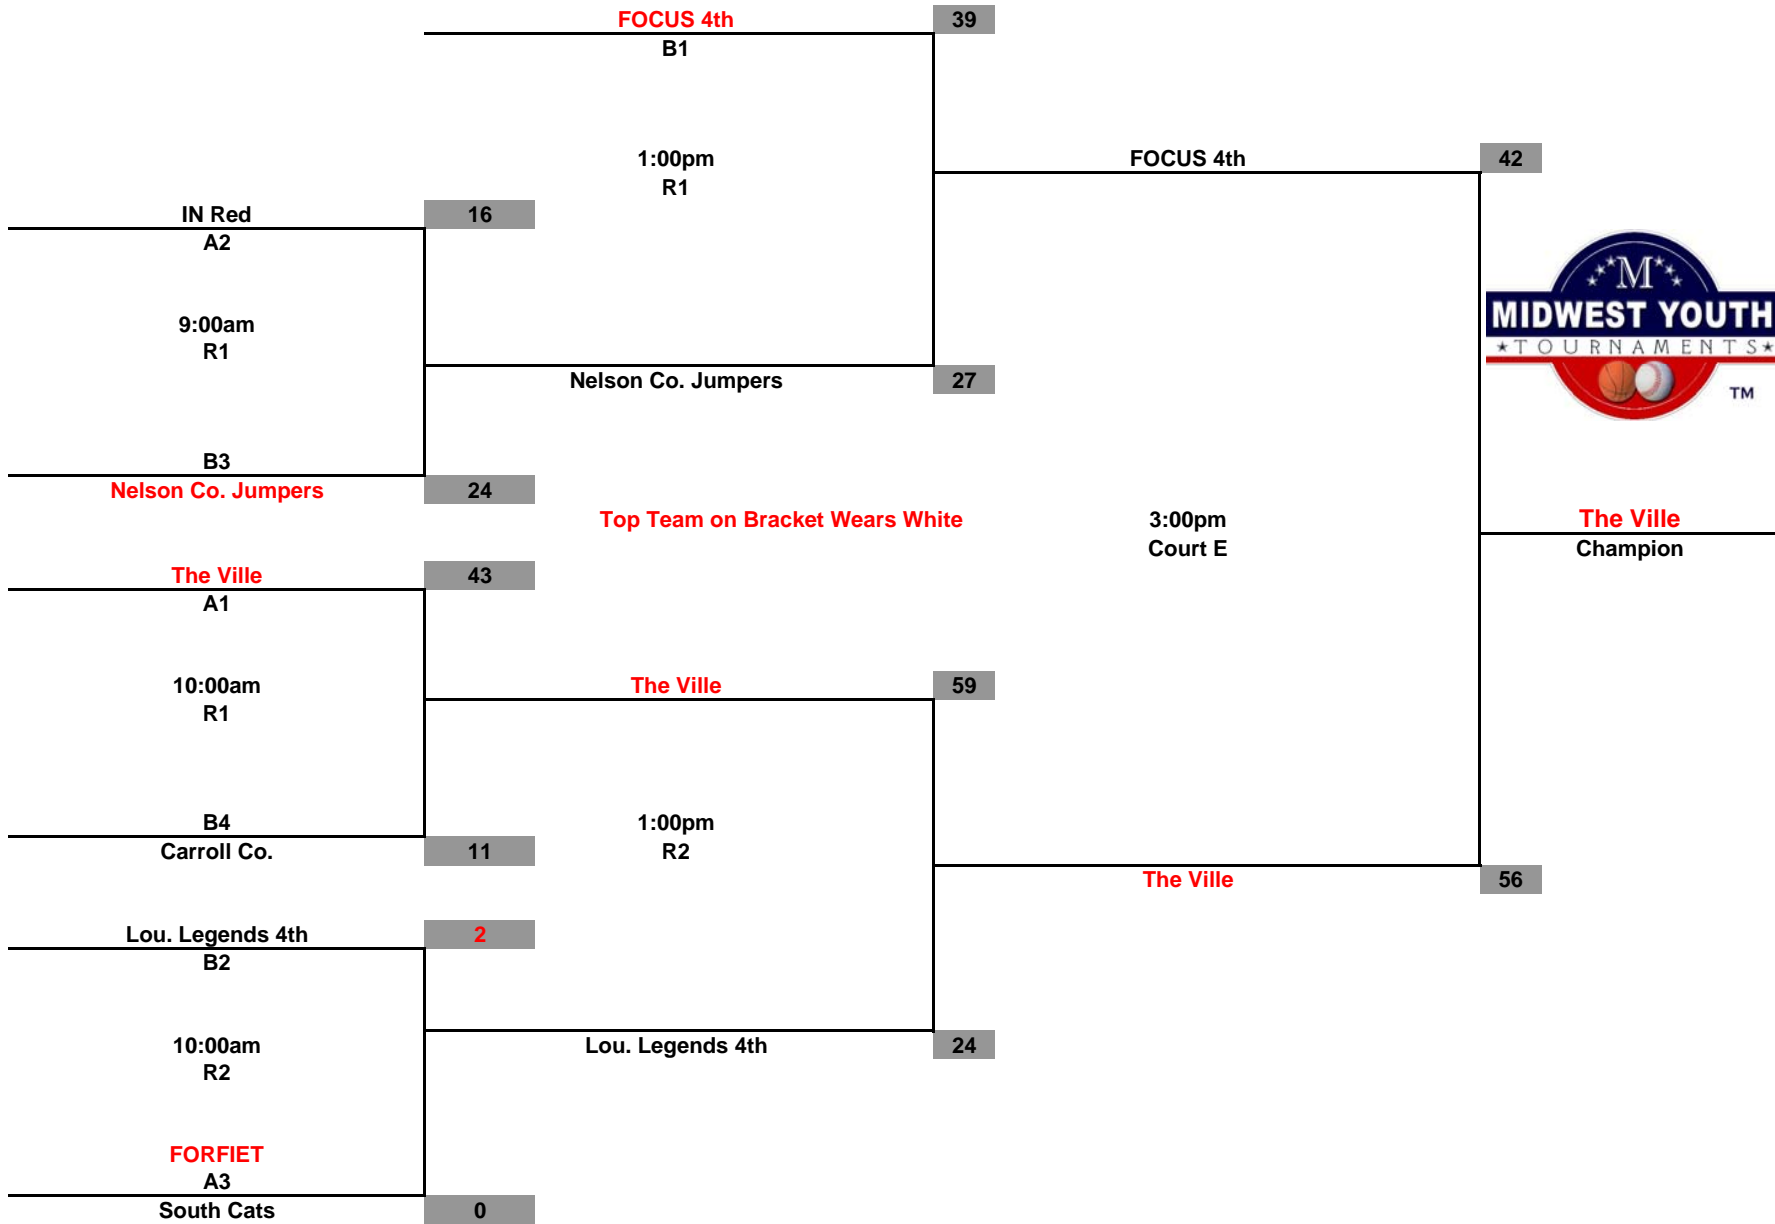 FOCUS 4th 39
B1
1:00pm
R1
FOCUS 4th 42
IN Red 16
A2
9:00am
R1
M
MIDWEST YOUTH
★TOURNAMENTS★
TM
Nelson Co. Jumpers 27
B3
Nelson Co. Jumpers 24
Top Team on Bracket Wears White
3:00pm
Court E
The Ville
Champion
The Ville 43
A1
10:00am
R1
The Ville 59
B4
Carroll Co. 11
1:00pm
R2
The Ville 56
Lou. Legends 4th 2
B2
10:00am
R2
Lou. Legends 4th 24
FORFIET
A3
South Cats 0